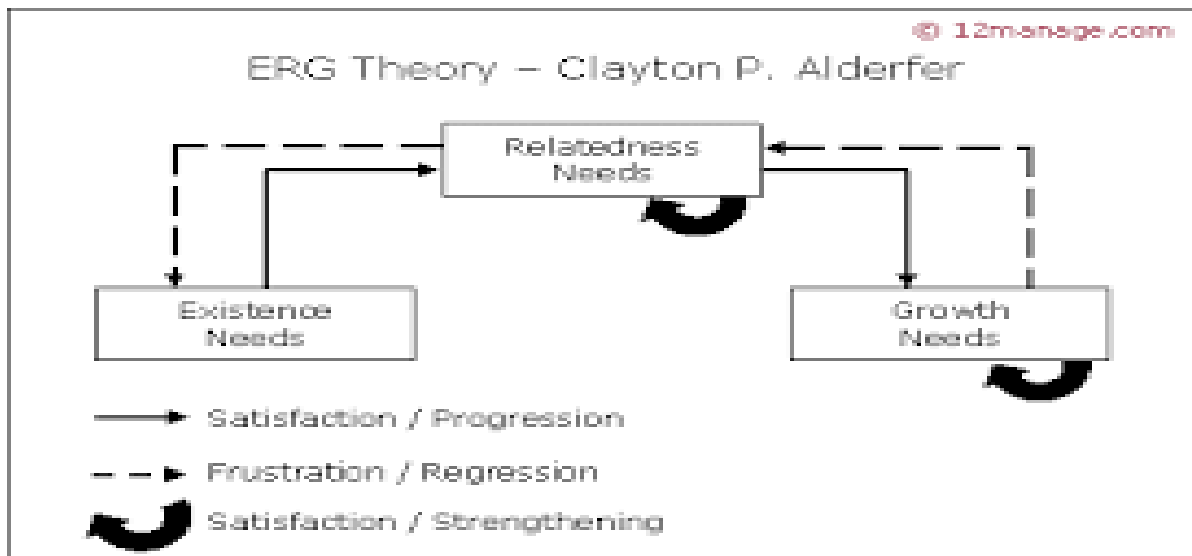 © 12manage.com
ERG Theory – Clayton P. Alderfer
Relatedness
Needs
Existence
Needs
Growth
Needs
Satisfaction / Progression
Frustration / Regression
Satisfaction / Strengthening